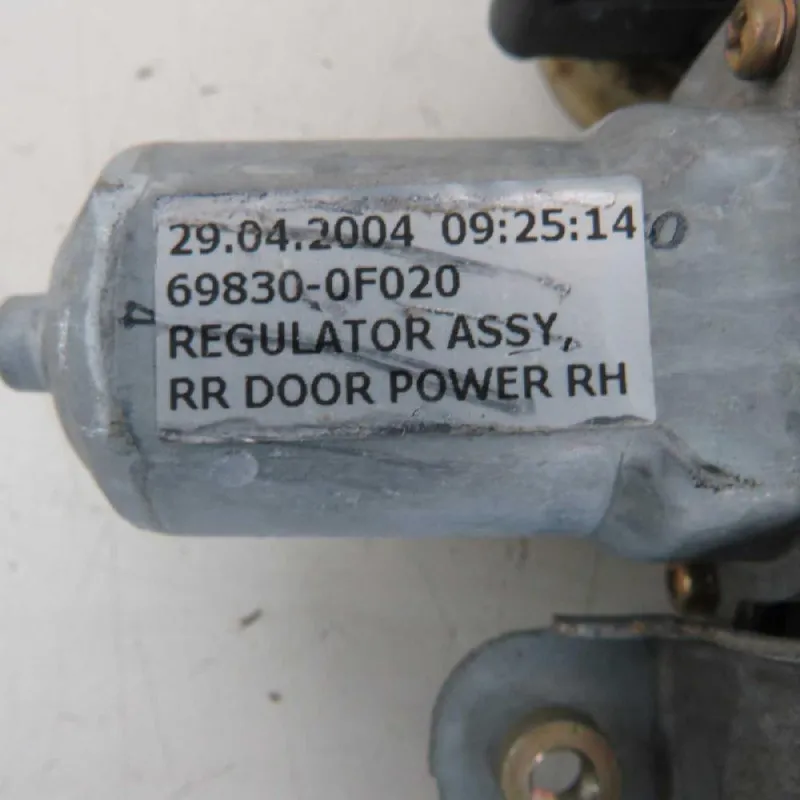 29.04.2004 09:25:14
69830-0F020
REGULATOR ASSY,
RR DOOR POWER RH